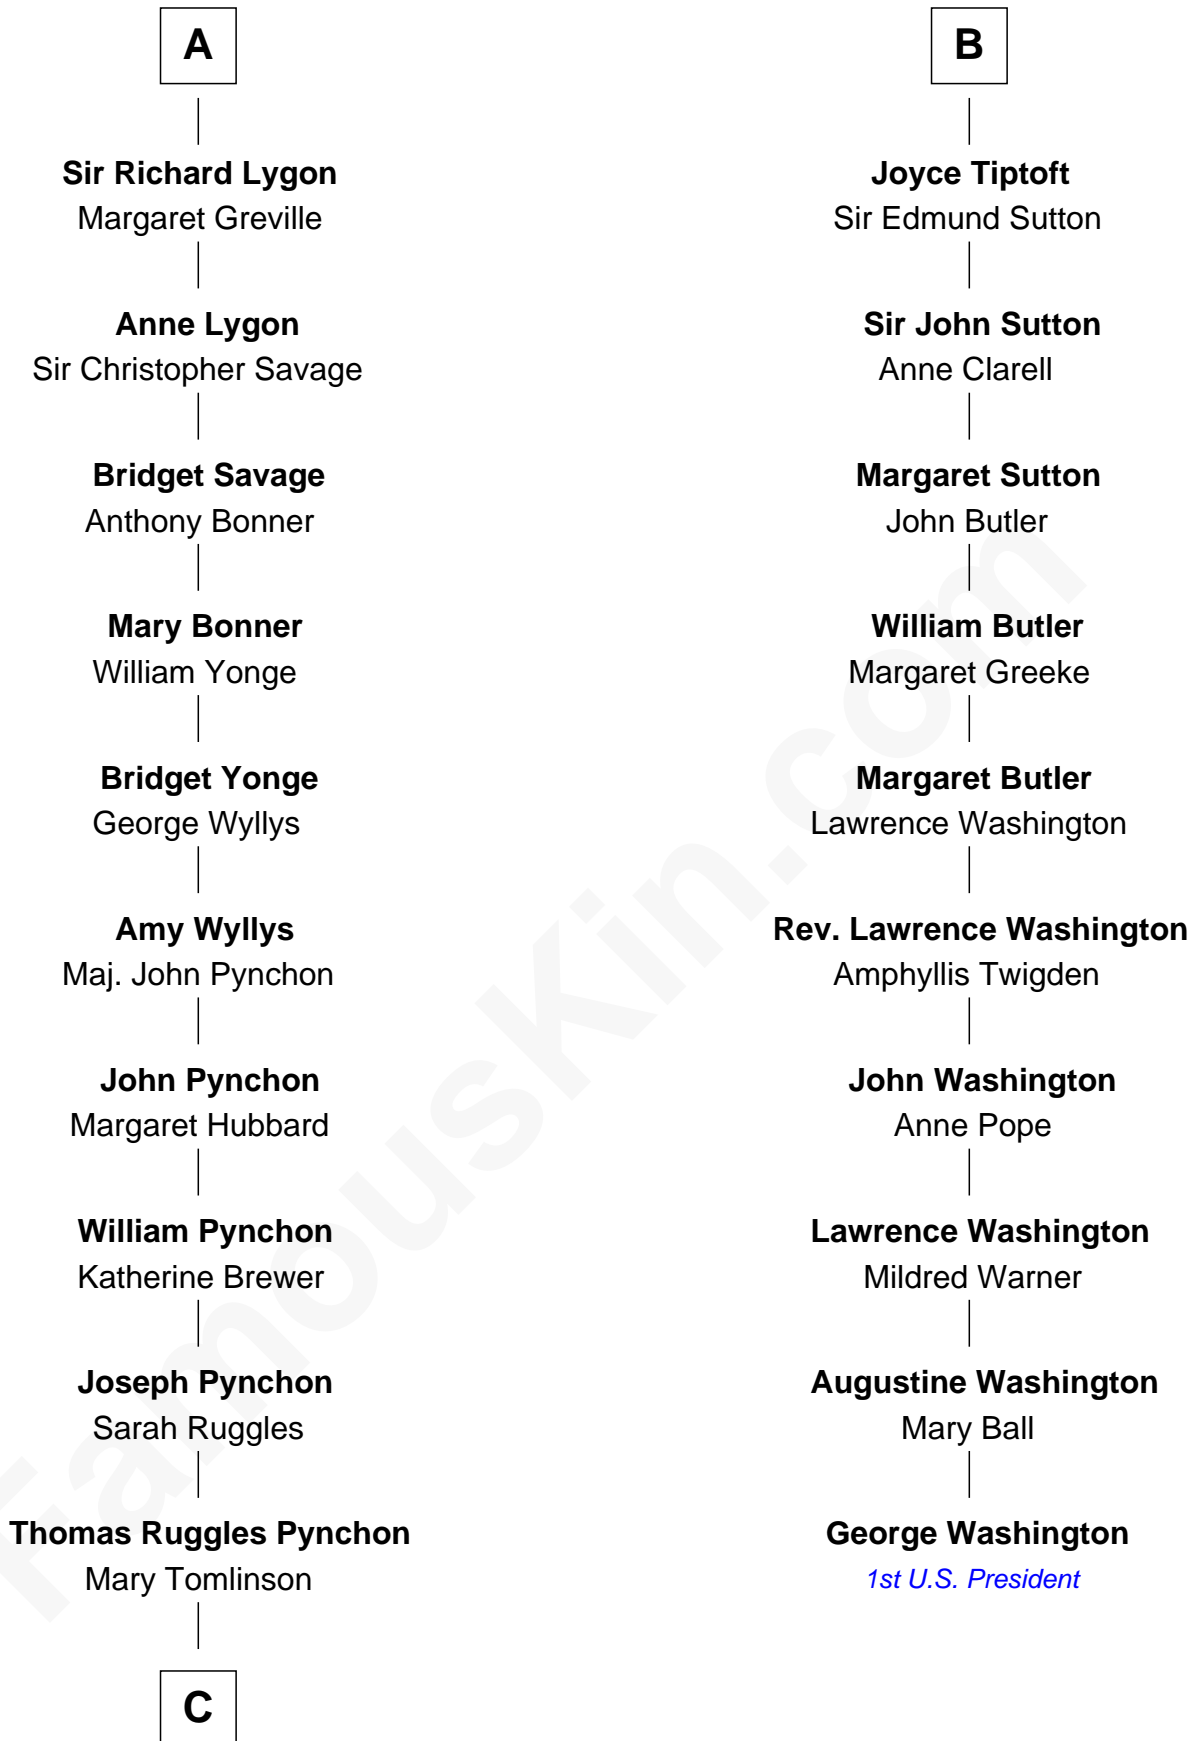 A
Sir Richard Lygon
Margaret Greville
Anne Lygon
Sir Christopher Savage
Bridget Savage
Anthony Bonner
Mary Bonner
William Yonge
Bridget Yonge
George Wyllys
Amy Wyllys
Maj. John Pynchon
John Pynchon
Margaret Hubbard
William Pynchon
Katherine Brewer
Joseph Pynchon
Sarah Ruggles
Thomas Ruggles Pynchon
Mary Tomlinson
C
B
Joyce Tiptoft
Sir Edmund Sutton
Sir John Sutton
Anne Clarell
Margaret Sutton
John Butler
William Butler
Margaret Greeke
Margaret Butler
Lawrence Washington
Rev. Lawrence Washington
Amphyllis Twigden
John Washington
Anne Pope
Lawrence Washington
Mildred Warner
Augustine Washington
Mary Ball
George Washington
1st U.S. President
FamousKin.com